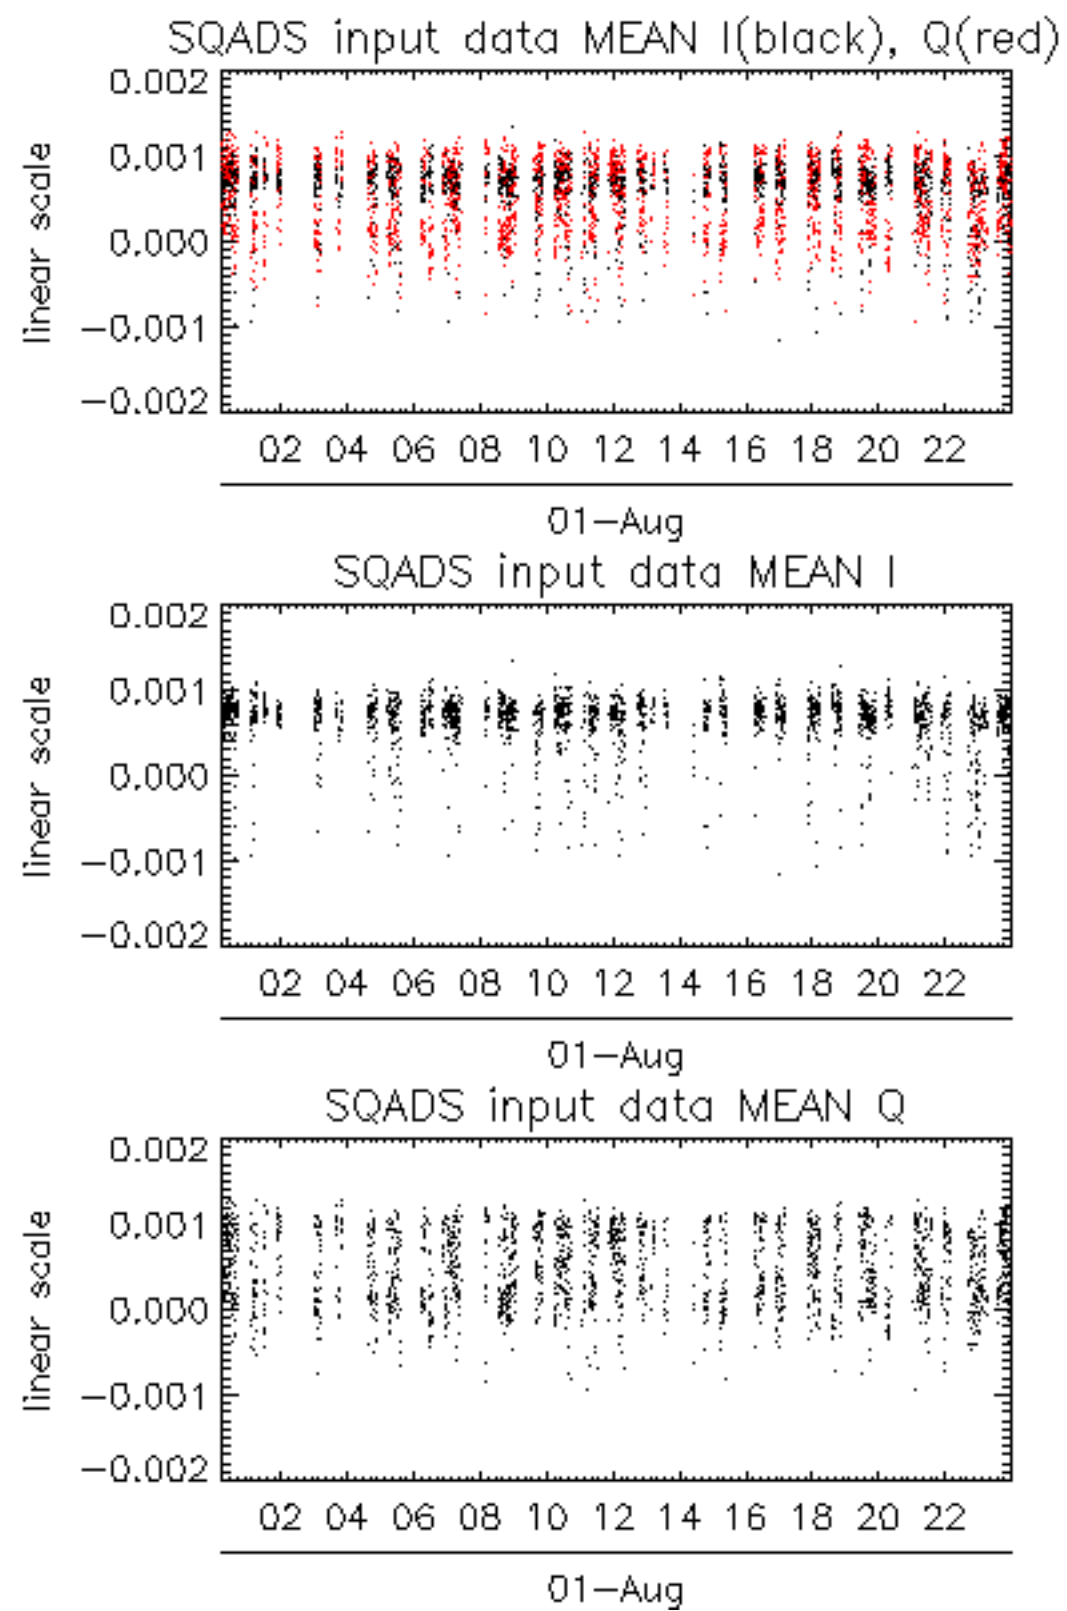 SQADS input data MEAN I(black), Q(red)
linear scale
0.002
0.001
0.000
−0.001
−0.002
02 04 06 08 10 12 14 16 18 20 22
01−Aug
SQADS input data MEAN I
linear scale
0.002
0.001
0.000
−0.001
−0.002
02 04 06 08 10 12 14 16 18 20 22
01−Aug
SQADS input data MEAN Q
linear scale
0.002
0.001
0.000
−0.001
−0.002
02 04 06 08 10 12 14 16 18 20 22
01−Aug